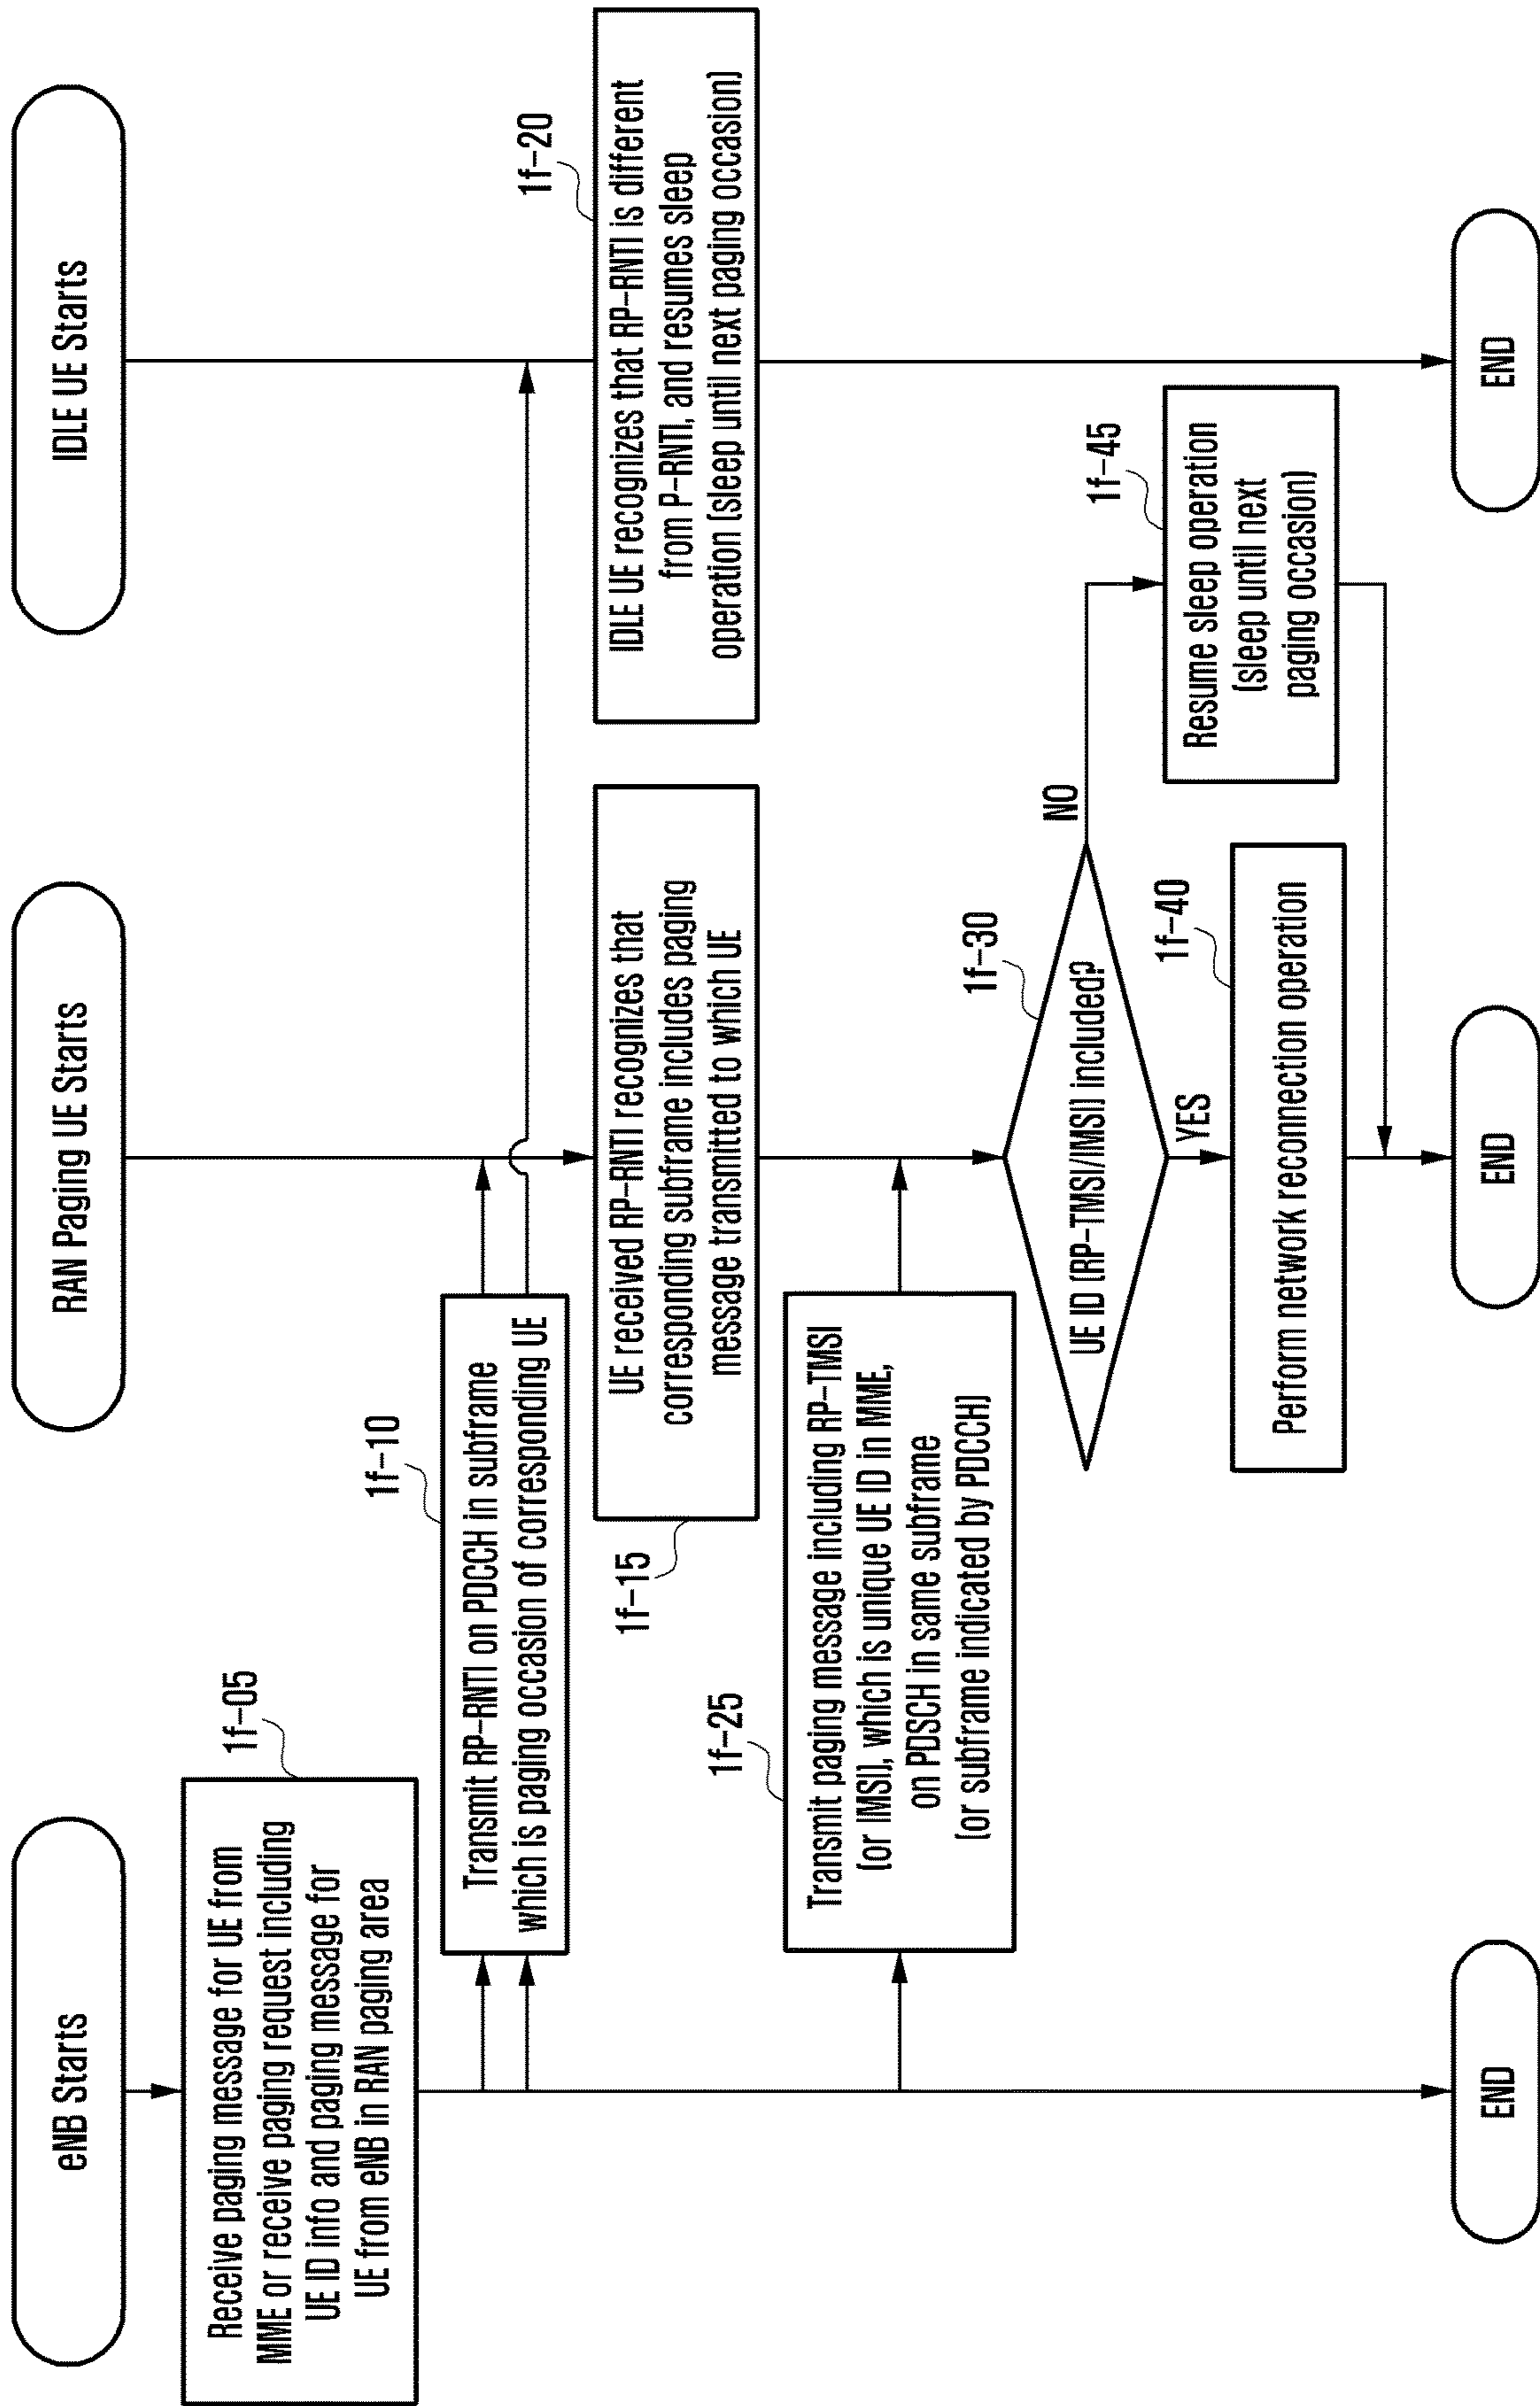 eNB Starts
RAN Paging UE Starts
IDLE UE Starts
1f-05
Receive paging message for UE from
MME or receive paging request including
UE ID info and paging message for
UE from eNB in RAN paging area
1f-10
Transmit RP-RNTI on PDCCH in subframe
which is paging occasion of corresponding UE
1f-15
UE received RP-RNTI recognizes that
corresponding subframe includes paging
message transmitted to which UE
1f-20
IDLE UE recognizes that RP-RNTI is different
from P-RNTI, and resumes sleep
operation (sleep until next paging occasion)
1f-25
Transmit paging message including RP-TMSI
(or IMSI), which is unique UE ID in MME,
on PDSCH in same subframe
(or subframe indicated by PDCCH)
1f-30
UE ID (RP-TMSI/IMSI) included?
NO
YES
1f-40
Perform network reconnection operation
1f-45
Resume sleep operation
(sleep until next
paging occasion)
END
END
END